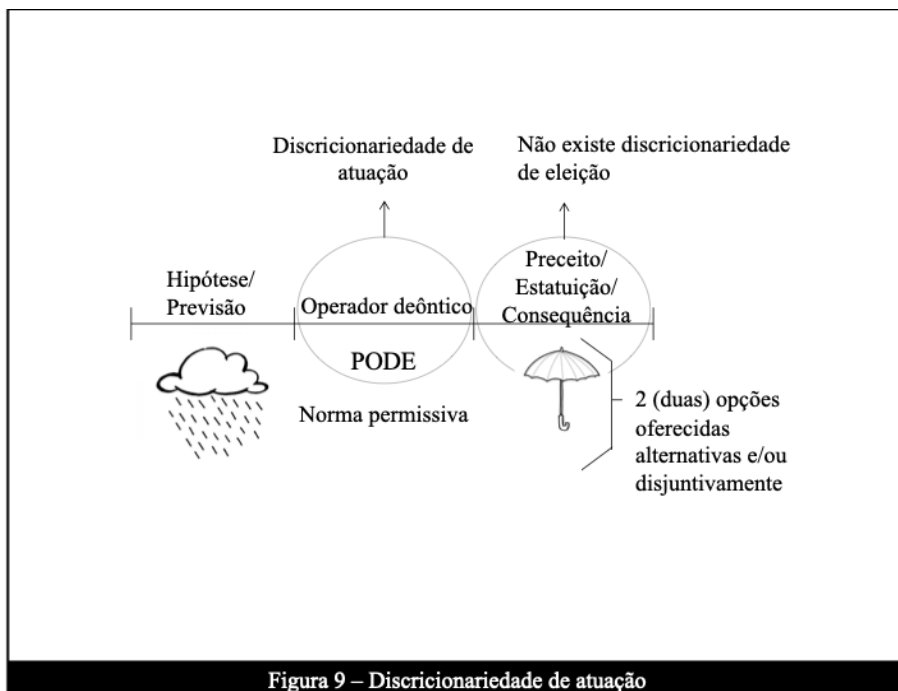 Discricionariedade de
atuação
Não existe discricionariedade
de eleição
Hipótese/
Previsão
Operador deôntico
PODE
Norma permissiva
Preceito/
Estatuição/
Consequência
2 (duas) opções
oferecidas
alternativas e/ou
disjuntivamente
Figura 9 – Discricionariedade de atuação